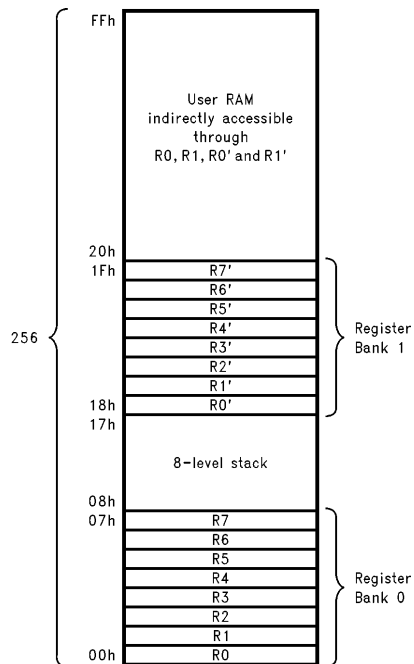 FFh
User RAM
indirectly accessible
through
R0, R1, R0' and R1'
20h
1Fh
R7'
R6'
R5'
R4'
R3'
R2'
R1'
R0'
Register
Bank 1
256
18h
17h
8-level stack
08h
07h
R7
R6
R5
R4
R3
R2
R1
R0
Register
Bank 0
00h